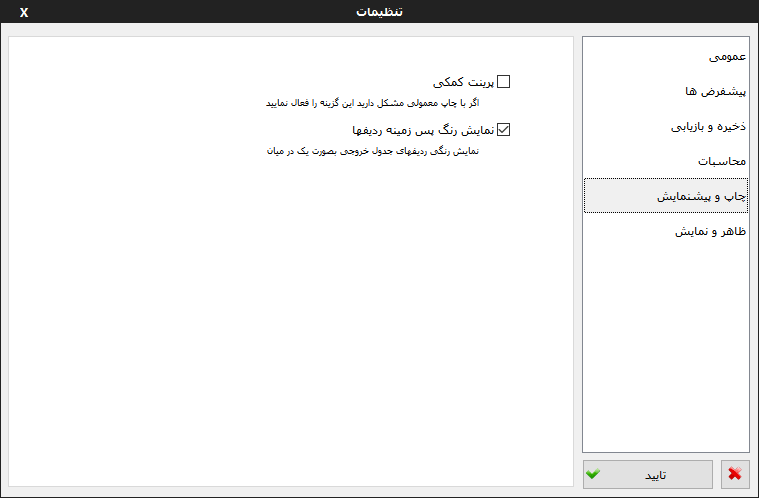 تنظیمات
X
عمومی
پیشفرض ها
ذخیره و بازیابی
محاسبات
چاپ و پیشنمایش
ظاهر و نمایش
پرینت کمکی
اگر با چاپ معمولی مشکل دارید این گزینه را فعال نمایید
نمایش رنگ پس زمینه ردیفها
نمایش رنگی ردیفهای جدول خروجی بصورت یک در میان
تایید